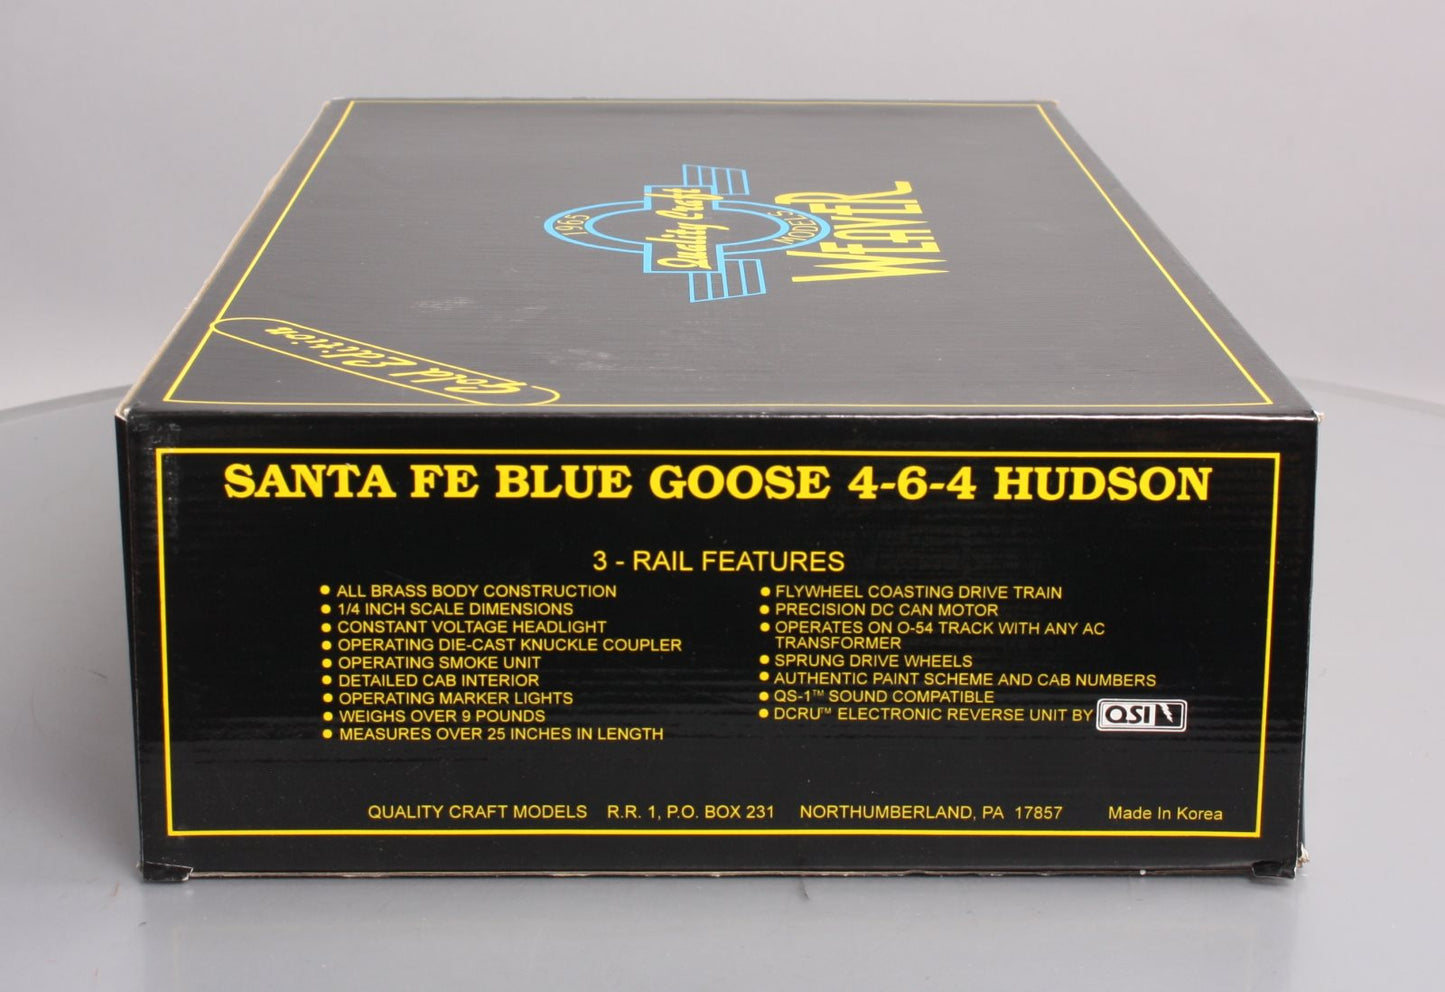 1965
Quality Craft
MODELS
WEAVER
Gold Edition
SANTA FE BLUE GOOSE 4-6-4 HUDSON
3 - RAIL FEATURES
• ALL BRASS BODY CONSTRUCTION
• 1/4 INCH SCALE DIMENSIONS
• CONSTANT VOLTAGE HEADLIGHT
• OPERATING DIE-CAST KNUCKLE COUPLER
• OPERATING SMOKE UNIT
• DETAILED CAB INTERIOR
• OPERATING MARKER LIGHTS
• WEIGHS OVER 9 POUNDS
• MEASURES OVER 25 INCHES IN LENGTH
• FLYWHEEL COASTING DRIVE TRAIN
• PRECISION DC CAN MOTOR
• OPERATES ON O-54 TRACK WITH ANY AC
TRANSFORMER
• SPRUNG DRIVE WHEELS
• AUTHENTIC PAINT SCHEME AND CAB NUMBERS
• QS-1™ SOUND COMPATIBLE
• DCRU™ ELECTRONIC REVERSE UNIT BY QSI
QUALITY CRAFT MODELS R.R. 1, P.O. BOX 231 NORTHUMBERLAND, PA 17857 Made In Korea